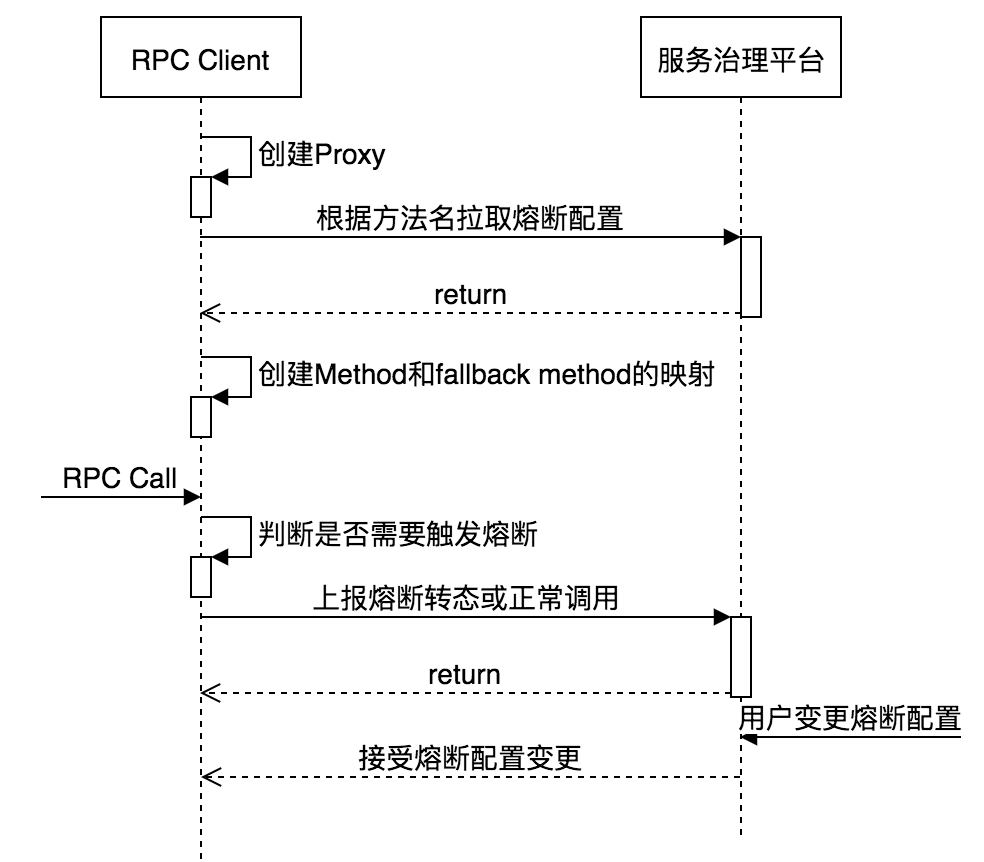 RPC Client
服务治理平台
创建Proxy
根据方法名拉取熔断配置
return
创建Method和fallback method的映射
RPC Call
判断是否需要触发熔断
上报熔断转态或正常调用
return
用户变更熔断配置
接受熔断配置变更